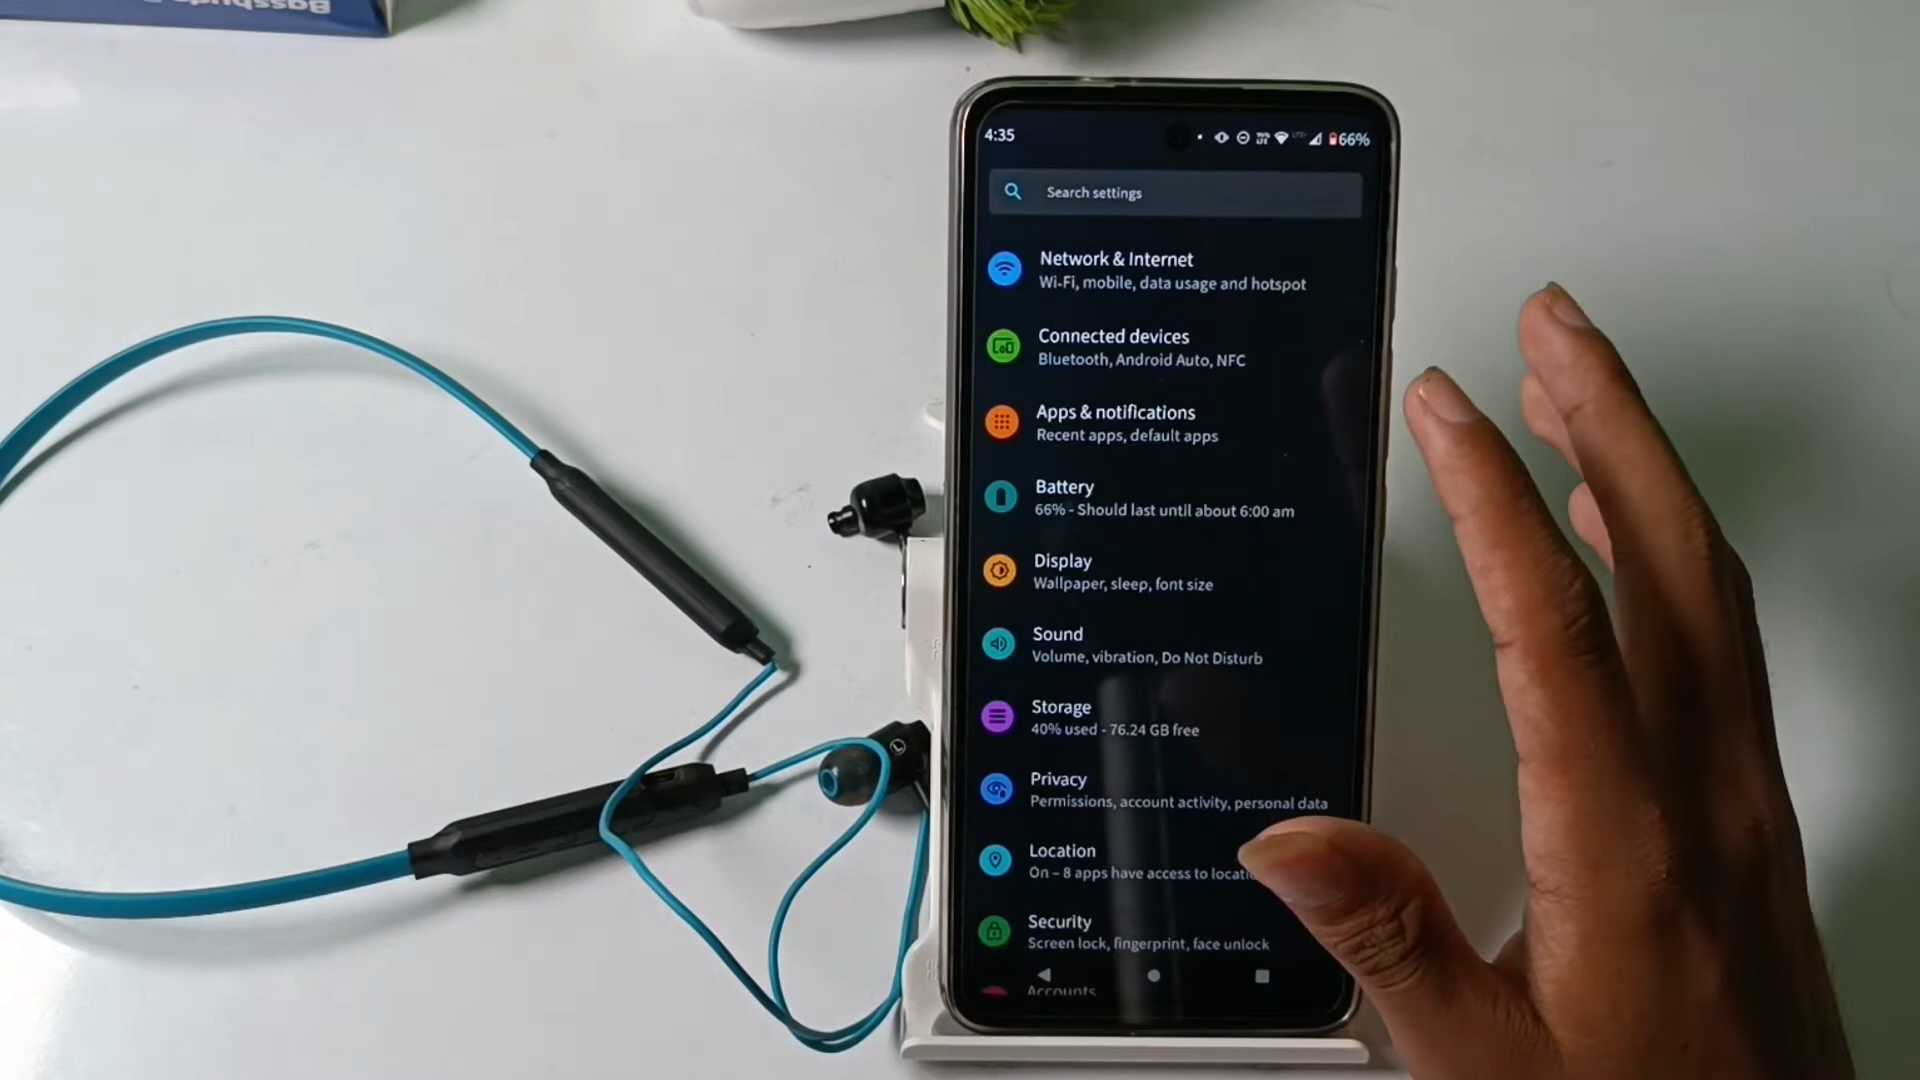 Bassbuds
4:35
66%
Search settings
Network & Internet
Wi-Fi, mobile, data usage and hotspot
Connected devices
Bluetooth, Android Auto, NFC
Apps & notifications
Recent apps, default apps
Battery
66% - Should last until about 6:00 am
Display
Wallpaper, sleep, font size
Sound
Volume, vibration, Do Not Disturb
Storage
40% used - 76.24 GB free
Privacy
Permissions, account activity, personal data
Location
On – 8 apps have access to
Security
Screen lock, fingerprint, face unlock
Accounts